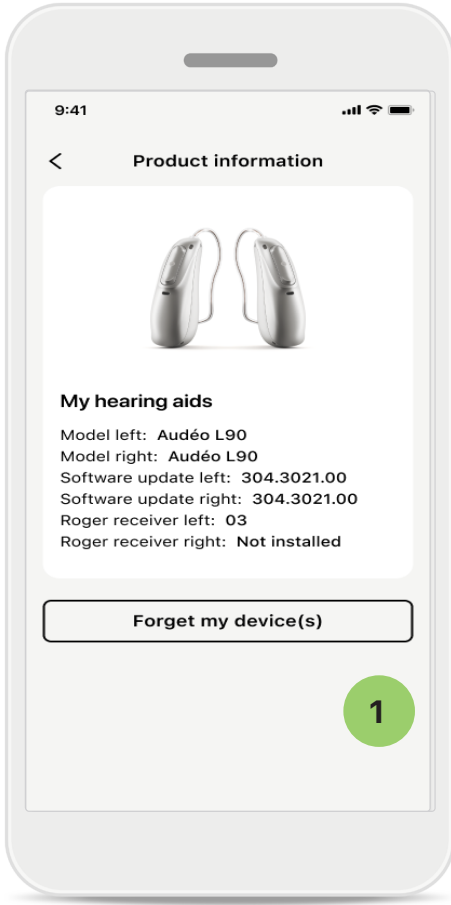 9:41
Product information
My hearing aids
Model left: Audéo L90
Model right: Audéo L90
Software update left: 304.3021.00
Software update right: 304.3021.00
Roger receiver left: 03
Roger receiver right: Not installed
Forget my device(s)
1